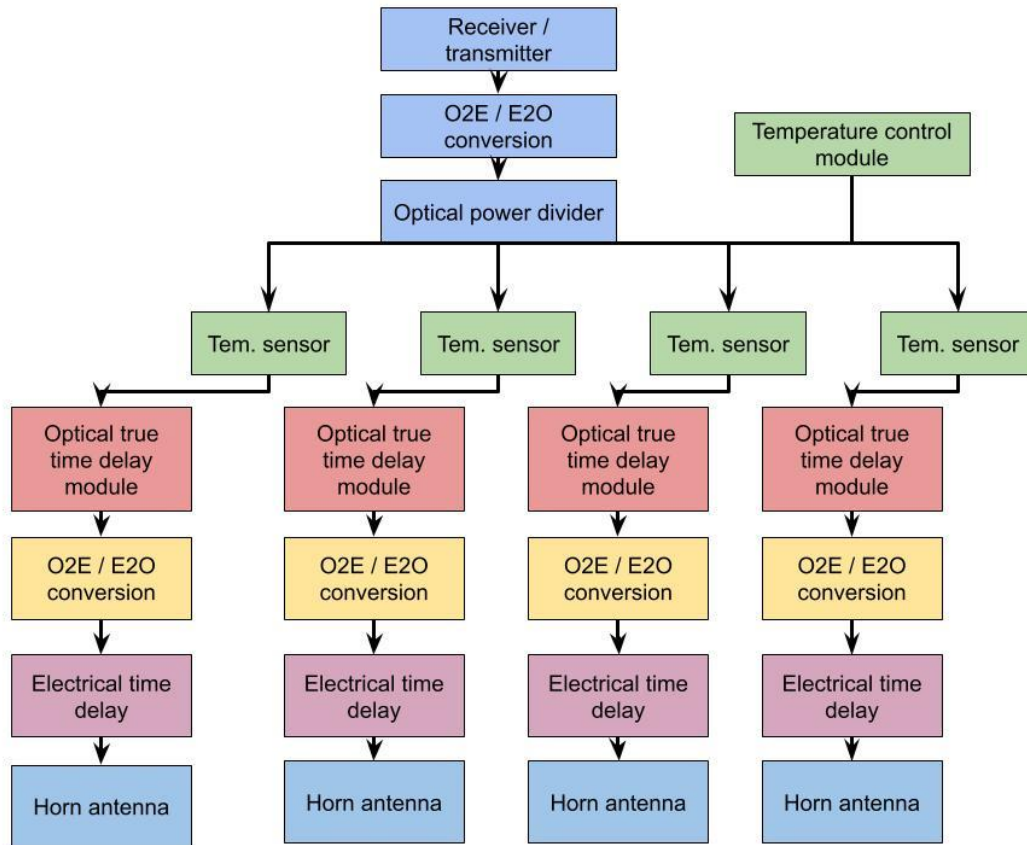 Receiver /
transmitter
O2E / E2O
conversion
Temperature control
module
Optical power divider
Tem. sensor
Tem. sensor
Tem. sensor
Tem. sensor
Optical true
time delay
module
Optical true
time delay
module
Optical true
time delay
module
Optical true
time delay
module
O2E / E2O
conversion
O2E / E2O
conversion
O2E / E2O
conversion
O2E / E2O
conversion
Electrical time
delay
Electrical time
delay
Electrical time
delay
Electrical time
delay
Horn antenna
Horn antenna
Horn antenna
Horn antenna